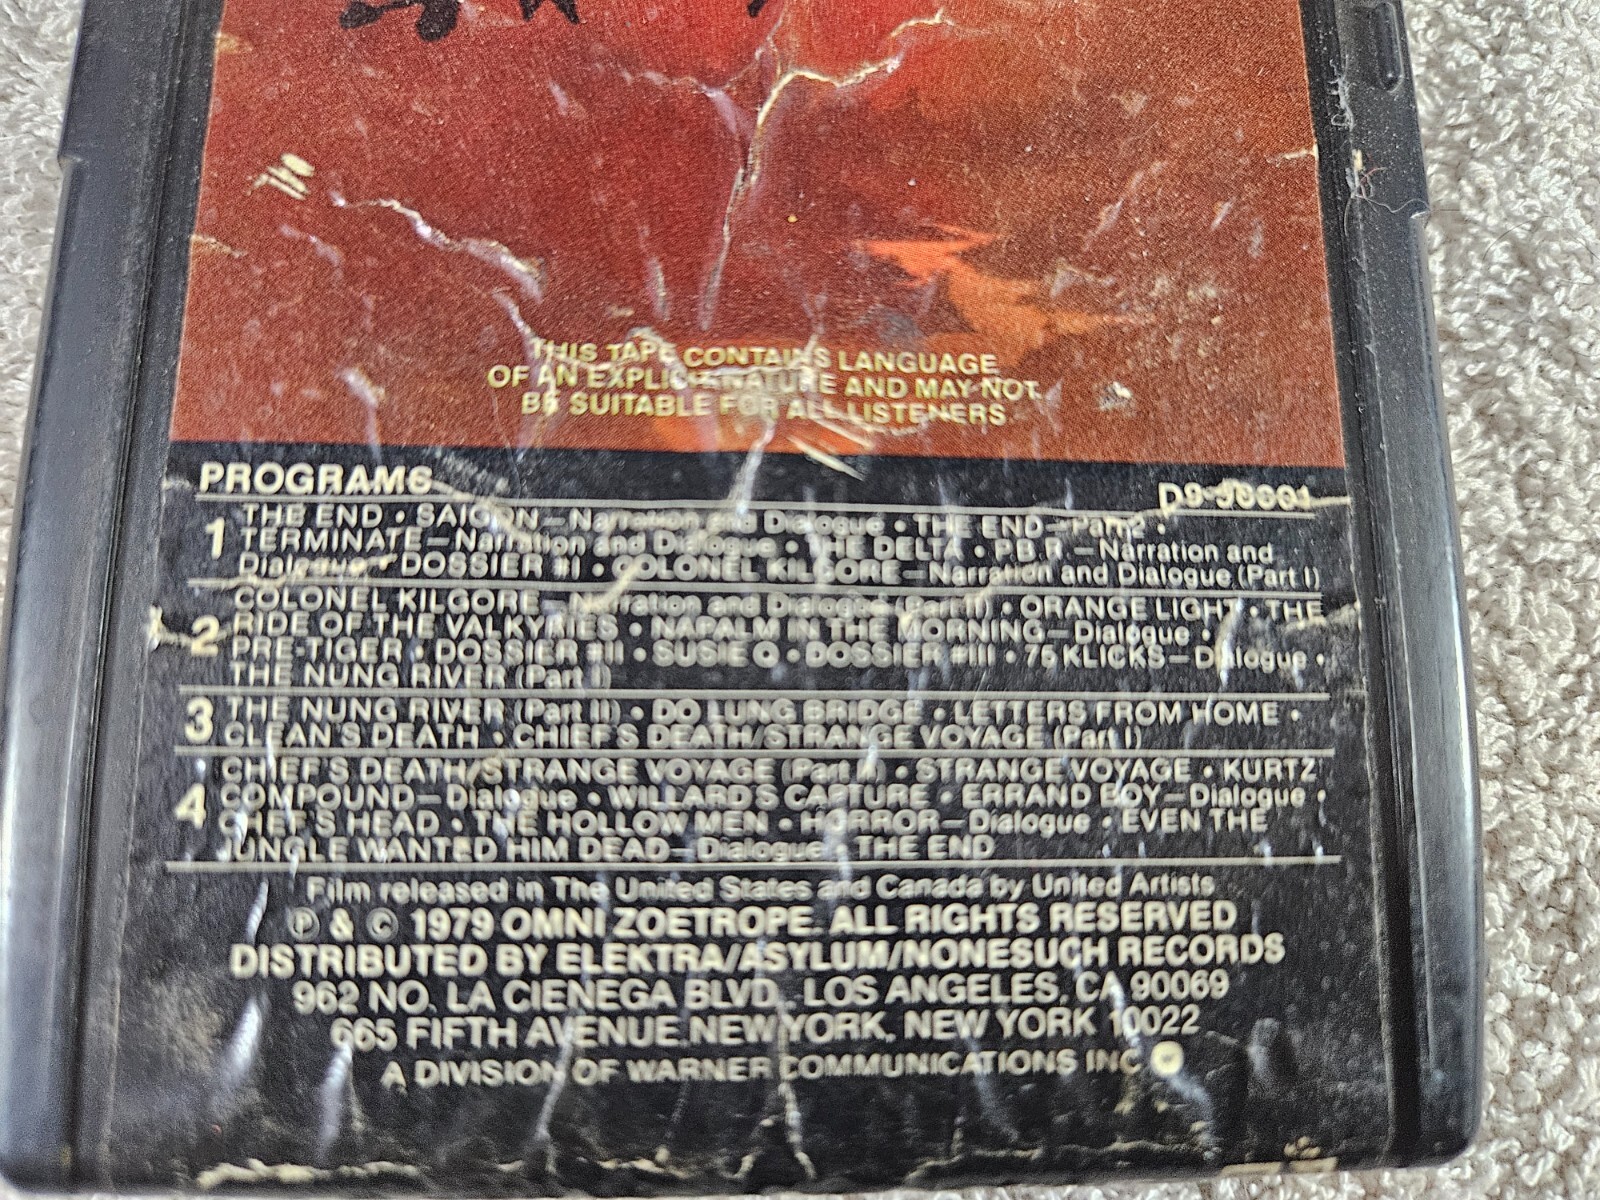 THIS TAPE CONTAINS LANGUAGE
OF AN EXPLICIT NATURE AND MAY NOT
BE SUITABLE FOR ALL LISTENERS.
PROGRAMS
D9 90001
1
THE END • SAIGON—Narration and Dialogue • THE END—Part 2 •
TERMINATE—Narration and Dialogue • THE DELTA • P.B.R.—Narration and
Dialogue • DOSSIER #I • COLONEL KILGORE—Narration and Dialogue (Part I)
2
COLONEL KILGORE—Narration and Dialogue (Part II) • ORANGE LIGHT • THE
RIDE OF THE VALKYRIES • NAPALM IN THE MORNING—Dialogue •
PRE-TIGER • DOSSIER #II • SUSIE Q • DOSSIER #III • 75 KLICKS—Dialogue •
THE NUNG RIVER (Part I)
3
THE NUNG RIVER (Part II) • DO LUNG BRIDGE • LETTERS FROM HOME •
CLEAN'S DEATH • CHIEF'S DEATH/STRANGE VOYAGE (Part I)
4
CHIEF'S DEATH/STRANGE VOYAGE (Part II) • STRANGE VOYAGE • KURTZ
COMPOUND—Dialogue • WILLARD'S CAPTURE • ERRAND BOY—Dialogue •
CHEF'S HEAD • THE HOLLOW MEN • HORROR—Dialogue • EVEN THE
JUNGLE WANTED HIM DEAD—Dialogue • THE END
Film released in The United States and Canada by United Artists
℗ & © 1979 OMNI ZOETROPE. ALL RIGHTS RESERVED
DISTRIBUTED BY ELEKTRA/ASYLUM/NONESUCH RECORDS
962 NO. LA CIENEGA BLVD., LOS ANGELES, CA 90069
665 FIFTH AVENUE NEW YORK, NEW YORK 10022
A DIVISION OF WARNER COMMUNICATIONS INC.